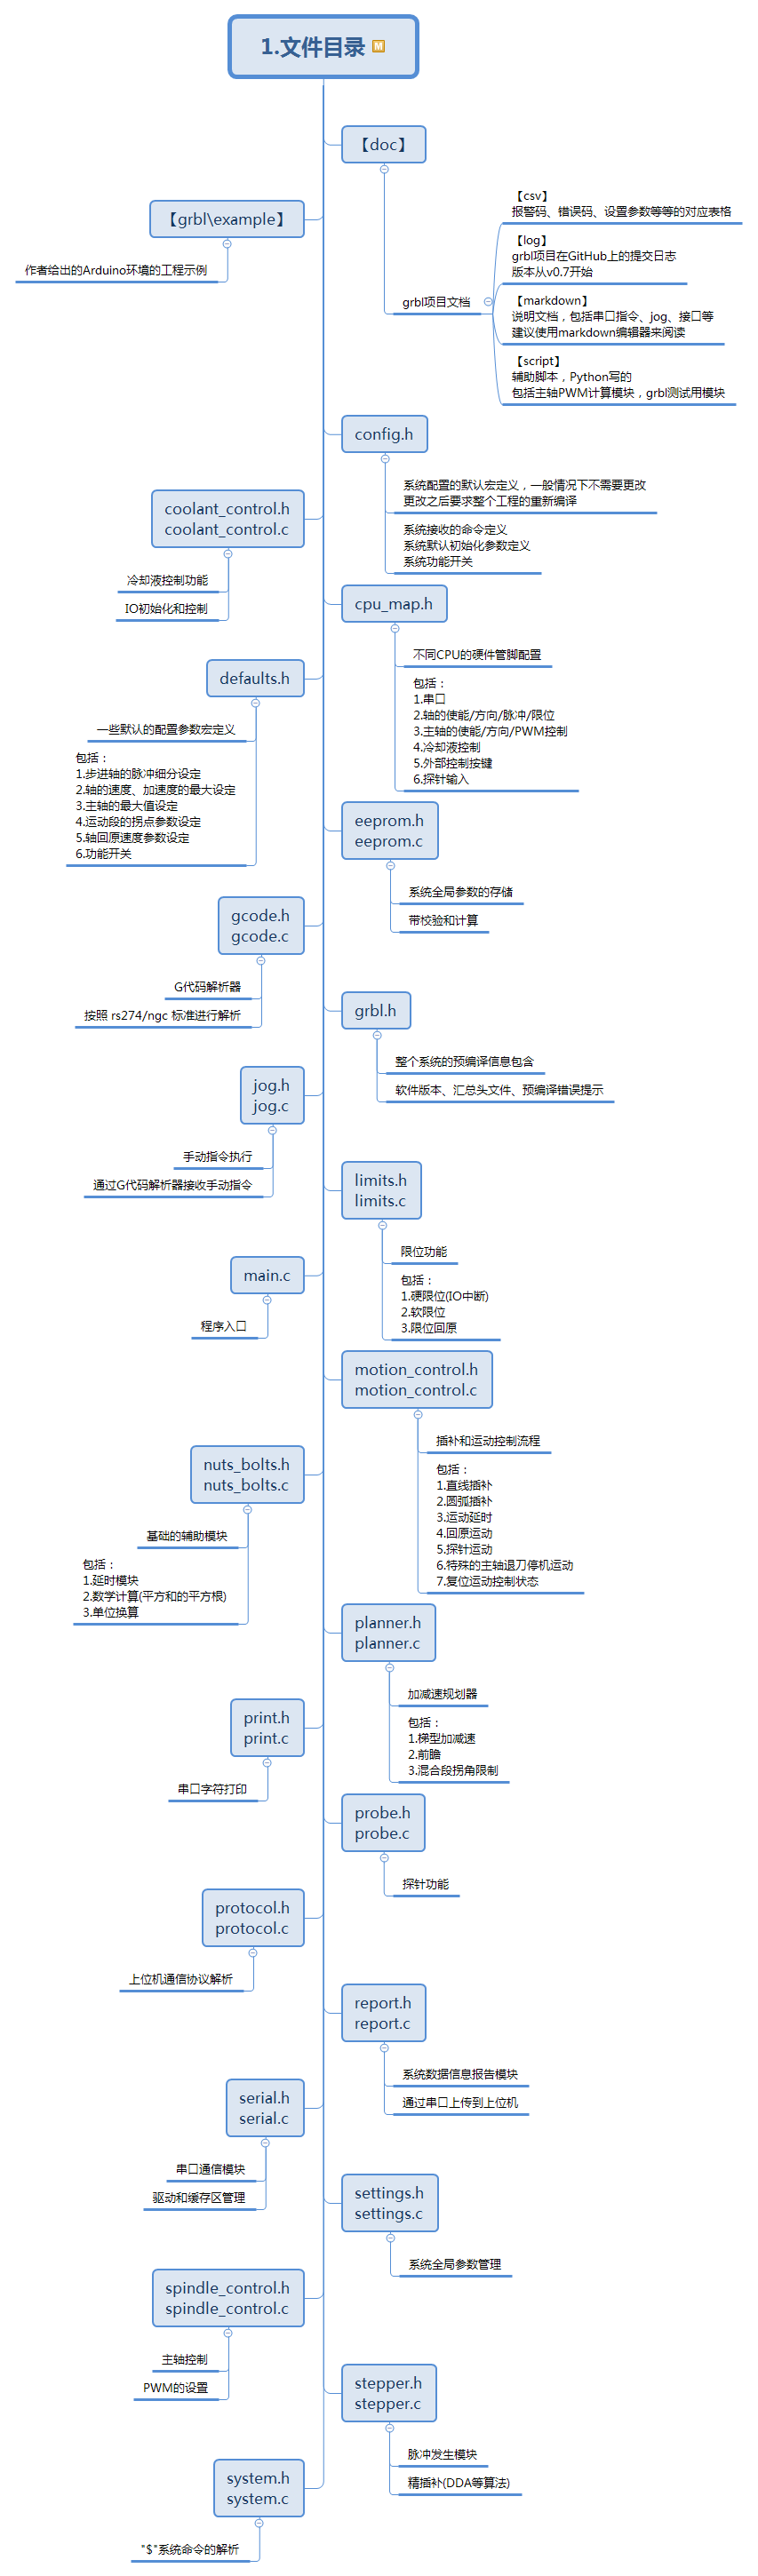 1.文件目录
M
【doc】
grbl项目文档
【csv】
报警码、错误码、设置参数等等的对应表格
【log】
grbl项目在GitHub上的提交日志
版本从v0.7开始
【markdown】
说明文档，包括串口指令、jog、接口等
建议使用markdown编辑器来阅读
【script】
辅助脚本，Python写的
包括主轴PWM计算模块，grbl测试用模块
【grbl\example】
作者给出的Arduino环境的工程示例
config.h
系统配置的默认宏定义，一般情况下不需要更改
更改之后要求整个工程的重新编译
系统接收的命令定义
系统默认初始化参数定义
系统功能开关
coolant_control.h
coolant_control.c
冷却液控制功能
IO初始化和控制
cpu_map.h
不同CPU的硬件管脚配置
包括：
1.串口
2.轴的使能/方向/脉冲/限位
3.主轴的使能/方向/PWM控制
4.冷却液控制
5.外部控制按键
6.探针输入
defaults.h
一些默认的配置参数宏定义
包括：
1.步进轴的脉冲细分设定
2.轴的速度、加速度的最大设定
3.主轴的最大值设定
4.运动段的拐点参数设定
5.轴回原速度参数设定
6.功能开关
eeprom.h
eeprom.c
系统全局参数的存储
带校验和计算
gcode.h
gcode.c
G代码解析器
按照 rs274/ngc 标准进行解析
grbl.h
整个系统的预编译信息包含
软件版本、汇总头文件、预编译错误提示
jog.h
jog.c
手动指令执行
通过G代码解析器接收手动指令
limits.h
limits.c
限位功能
包括：
1.硬限位(IO中断)
2.软限位
3.限位回原
main.c
程序入口
motion_control.h
motion_control.c
插补和运动控制流程
包括：
1.直线插补
2.圆弧插补
3.运动延时
4.回原运动
5.探针运动
6.特殊的主轴退刀停机运动
7.复位运动控制状态
nuts_bolts.h
nuts_bolts.c
基础的辅助模块
包括：
1.延时模块
2.数学计算(平方和的平方根)
3.单位换算
planner.h
planner.c
加减速规划器
包括：
1.梯型加减速
2.前瞻
3.混合段拐角限制
print.h
print.c
串口字符打印
probe.h
probe.c
探针功能
protocol.h
protocol.c
上位机通信协议解析
report.h
report.c
系统数据信息报告模块
通过串口上传到上位机
serial.h
serial.c
串口通信模块
驱动和缓存区管理
settings.h
settings.c
系统全局参数管理
spindle_control.h
spindle_control.c
主轴控制
PWM的设置
stepper.h
stepper.c
脉冲发生模块
精插补(DDA等算法)
system.h
system.c
"$"系统命令的解析